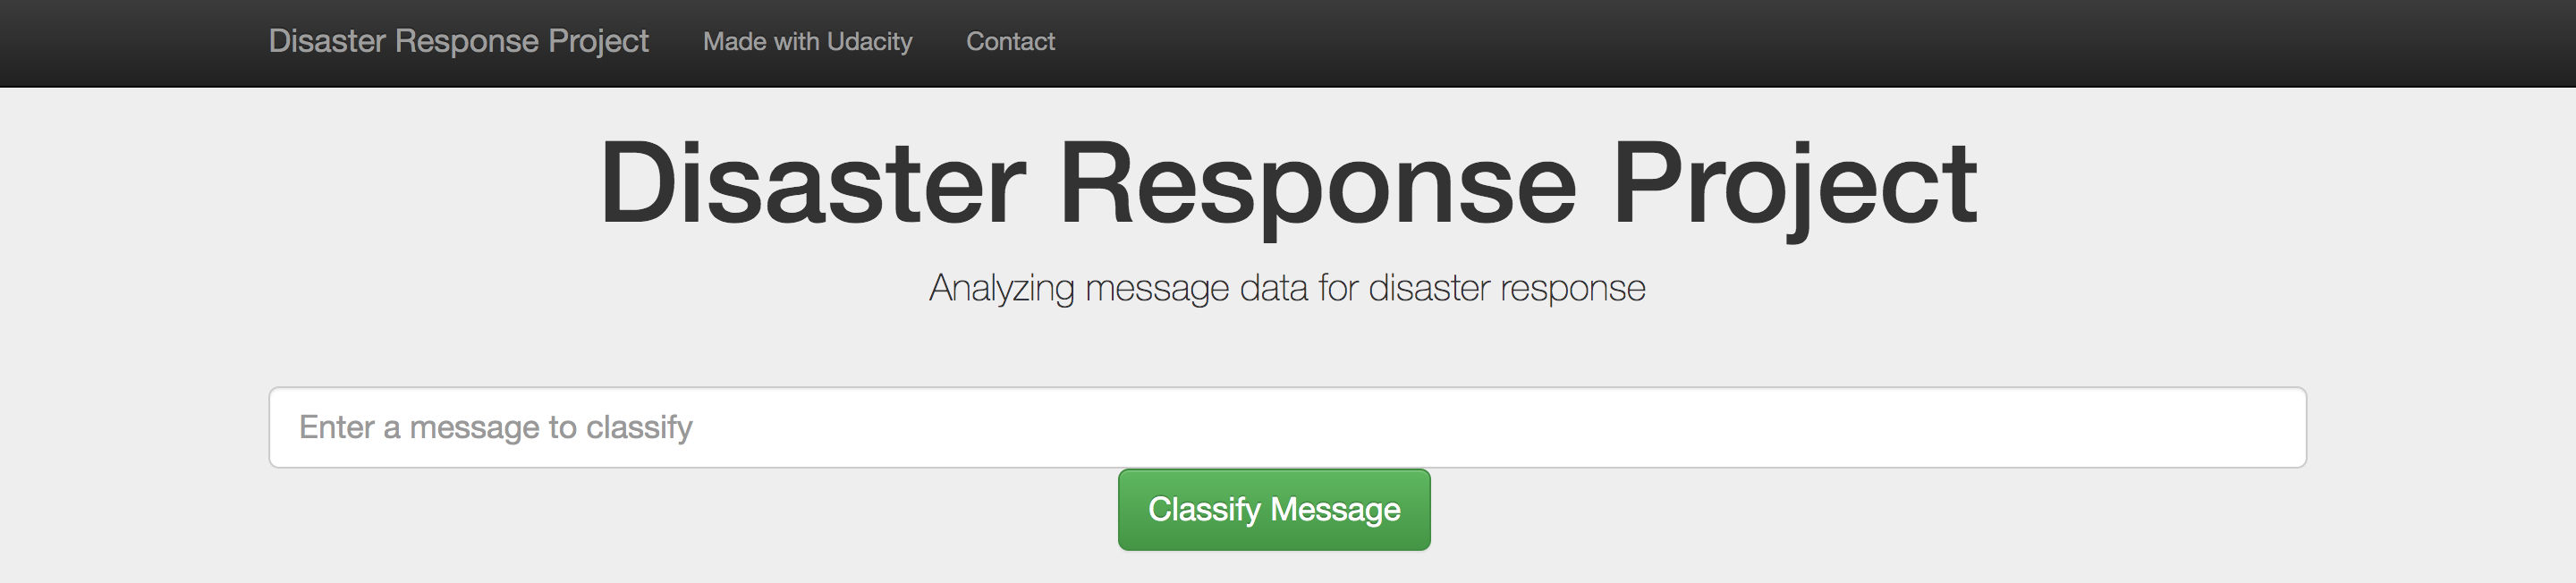 Disaster Response Project Made with Udacity Contact
Disaster Response Project
Analyzing message data for disaster response
Enter a message to classify
Classify Message